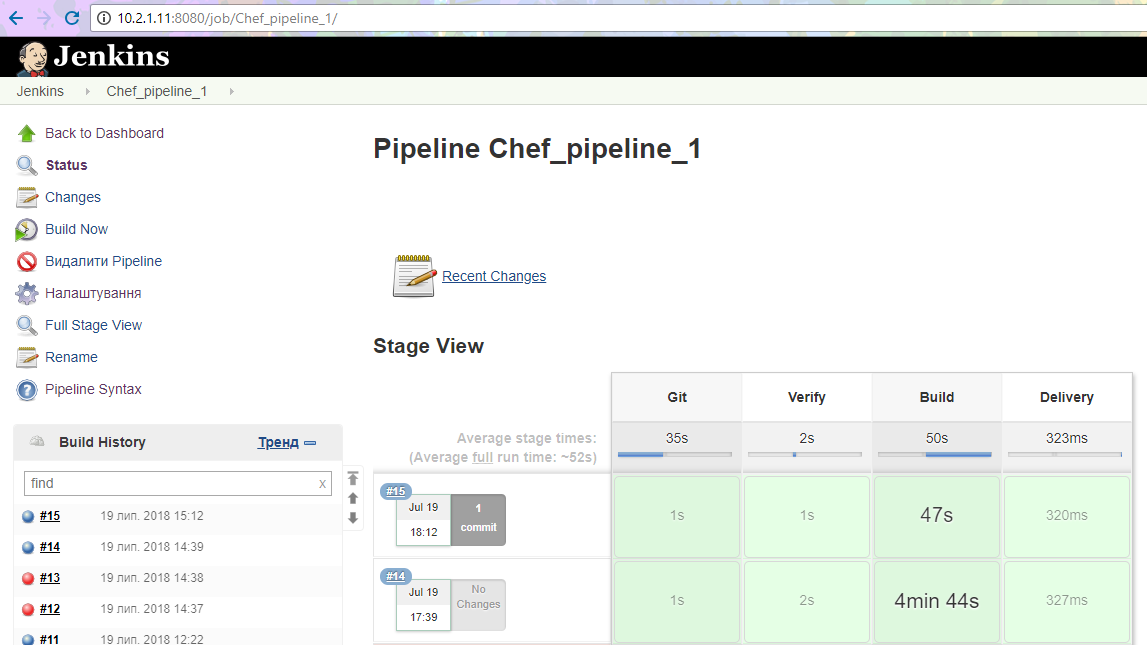 10.2.1.11:8080/job/Chef_pipeline_1/
Jenkins
Jenkins Chef_pipeline_1
Back to Dashboard
Status
Changes
Build Now
Видалити Pipeline
Налаштування
Full Stage View
Rename
Pipeline Syntax
Build History Тренд
find x
#15 19 лип. 2018 15:12
#14 19 лип. 2018 14:39
#13 19 лип. 2018 14:38
#12 19 лип. 2018 14:37
#11 19 лип. 2018 12:22
Pipeline Chef_pipeline_1
Recent Changes
Stage View
Git Verify Build Delivery
Average stage times: 35s 2s 50s 323ms
(Average full run time: ~52s)
#15
Jul 19 1
18:12 commit
1s 1s 47s 320ms
#14
Jul 19 No
17:39 Changes
1s 2s 4min 44s 327ms